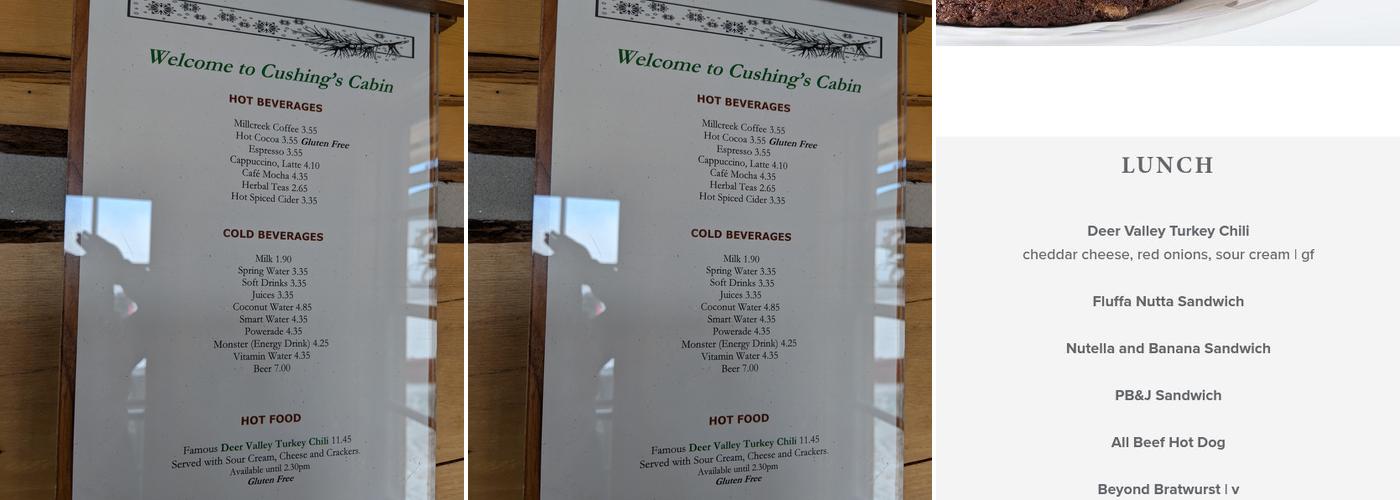 Welcome to Cushing's Cabin
HOT BEVERAGES
Millcreek Coffee 3.55
Hot Cocoa 3.55 Gluten Free
Espresso 3.55
Cappuccino, Latte 4.10
Café Mocha 4.35
Herbal Teas 2.65
Hot Spiced Cider 3.35
COLD BEVERAGES
Milk 1.90
Spring Water 3.35
Soft Drinks 3.35
Juices 3.35
Coconut Water 4.85
Smart Water 4.35
Powerade 4.35
Monster (Energy Drink) 4.25
Vitamin Water 4.35
Beer 7.00
HOT FOOD
Famous Deer Valley Turkey Chili 11.45
Served with Sour Cream, Cheese and Crackers.
Available until 2.30pm
Gluten Free
Welcome to Cushing's Cabin
HOT BEVERAGES
Millcreek Coffee 3.55
Hot Cocoa 3.55 Gluten Free
Espresso 3.55
Cappuccino, Latte 4.10
Café Mocha 4.35
Herbal Teas 2.65
Hot Spiced Cider 3.35
COLD BEVERAGES
Milk 1.90
Spring Water 3.35
Soft Drinks 3.35
Juices 3.35
Coconut Water 4.85
Smart Water 4.35
Powerade 4.35
Monster (Energy Drink) 4.25
Vitamin Water 4.35
Beer 7.00
HOT FOOD
Famous Deer Valley Turkey Chili 11.45
Served with Sour Cream, Cheese and Crackers.
Available until 2.30pm
Gluten Free
LUNCH
Deer Valley Turkey Chili
cheddar cheese, red onions, sour cream | gf
Fluffa Nutta Sandwich
Nutella and Banana Sandwich
PB&J Sandwich
All Beef Hot Dog
Beyond Bratwurst | v